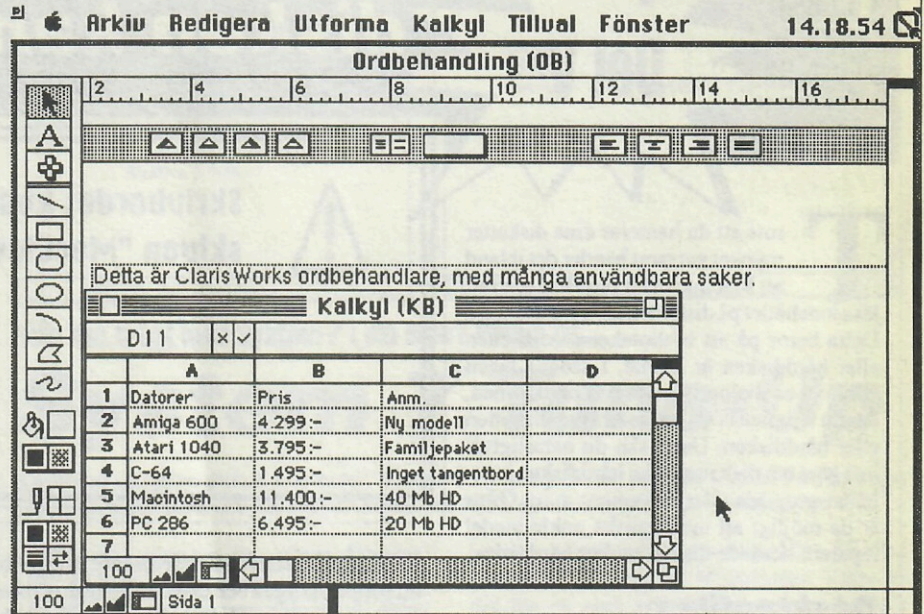 Arkiv Redigera Utforma Kalkyl Tillval Fönster 14.18.54
Ordbehandling (OB)
2 4 6 8 10 12 14 16
A
Detta är ClarisWorks ordbehandlare, med många användbara saker.
Kalkyl (KB)
D11 × ✓
A B C D
1 Datorer Pris Anm.
2 Amiga 600 4.299:- Ny modell
3 Atari 1040 3.795:- Familjepaket
4 C-64 1.495:- Inget tangentbord
5 Macintosh 11.400:- 40 Mb HD
6 PC 286 6.495:- 20 Mb HD
7
100
100 Sida 1